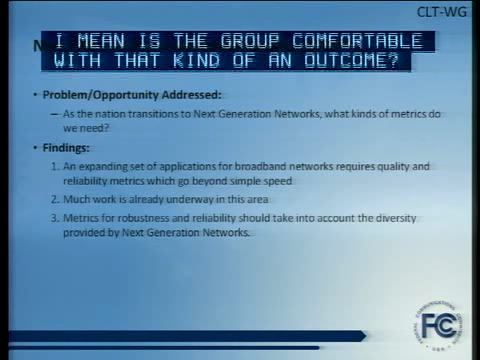 CLT-WG
I MEAN IS THE GROUP COMFORTABLE
WITH THAT KIND OF AN OUTCOME?
• Problem/Opportunity Addressed:
– As the nation transitions to Next Generation Networks, what kinds of metrics do
we need?
• Findings:
1. An expanding set of applications for broadband networks requires quality and
reliability metrics which go beyond simple speed
2. Much work is already underway in this area
3. Metrics for robustness and reliability should take into account the diversity
provided by Next Generation Networks.
FEDERAL COMMUNICATIONS COMMISSION
FCC
USA